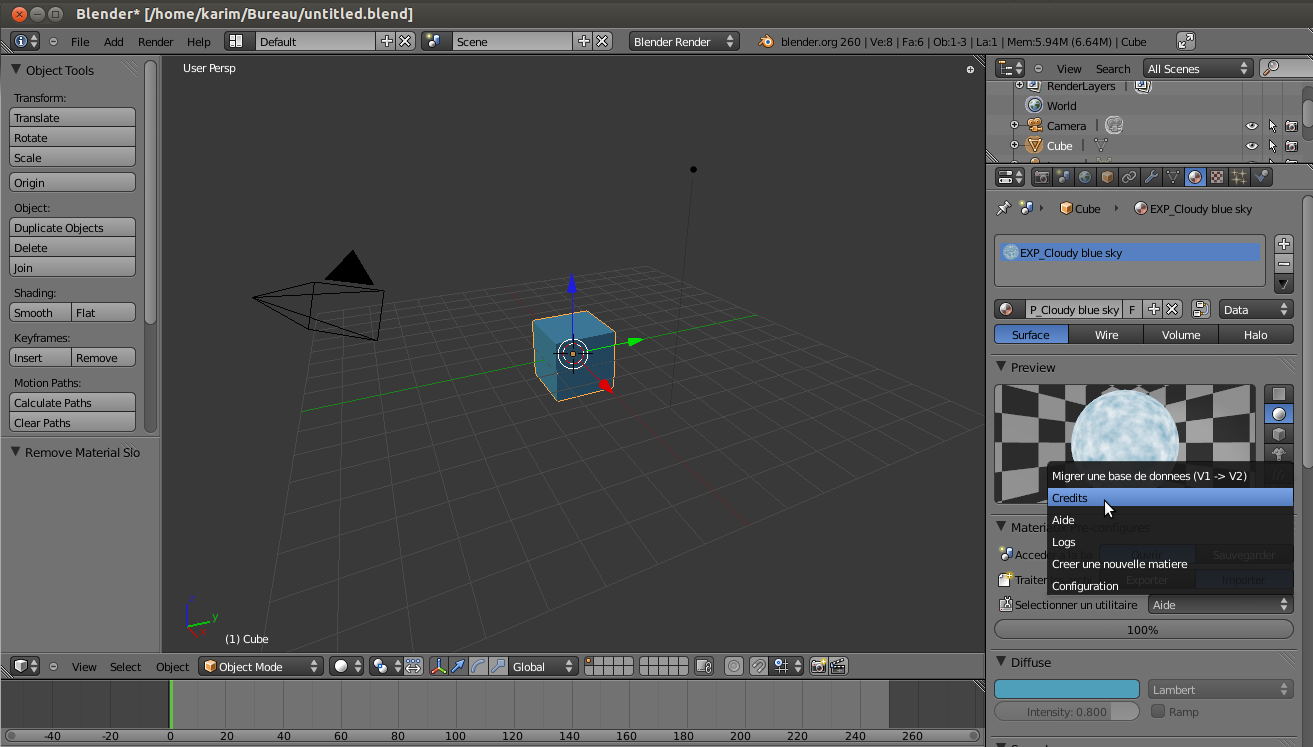 Blender* [/home/karim/Bureau/untitled.blend]
File Add Render Help Default Scene Blender Render blender.org 260 | Ve:8 | Fa:6 | Ob:1-3 | La:1 | Mem:5.94M (6.64M) | Cube
Object Tools
Transform:
Translate
Rotate
Scale
Origin
Object:
Duplicate Objects
Delete
Join
Shading:
Smooth Flat
Keyframes:
Insert Remove
Motion Paths:
Calculate Paths
Clear Paths
Remove Material Slo
User Persp
z
y
x
(1) Cube
View Select Object Object Mode Global
-40 -20 0 20 40 60 80 100 120 140 160 180 200 220 240 260
View Search All Scenes
RenderLayers |
World
Camera |
Cube |
Cube EXP_Cloudy blue sky
EXP_Cloudy blue sky
P_Cloudy blue sky F Data
Surface Wire Volume Halo
Preview
Migrer une base de donnees (V1 -> V2)
Credits
Aide
Logs
Creer une nouvelle matiere
Configuration
Sauvegarder
Exporter Importer
Selectionner un utilitaire Aide
100%
Diffuse
Lambert
Intensity: 0.800 Ramp